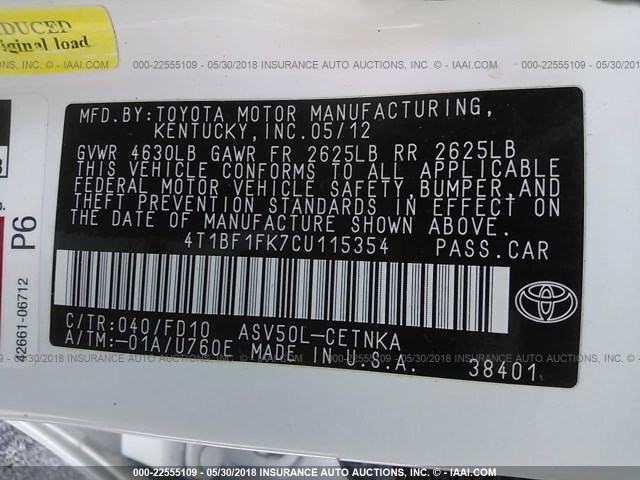 DUCED
iginal load
000-22555109 - 05/30/2018 INSURANCE AUTO AUCTIONS, INC. - © IAAI.COM
MFD.BY:TOYOTA MOTOR MANUFACTURING,
KENTUCKY,INC.05/12
GVWR 4630LB GAWR FR 2625LB RR 2625LB
THIS VEHICLE CONFORMS TO ALL APPLICABLE
FEDERAL MOTOR VEHICLE SAFETY,BUMPER,AND
THEFT PREVENTION STANDARDS IN EFFECT ON
THE DATE OF MANUFACTURE SHOWN ABOVE.
4T1BF1FK7CU115354 PASS.CAR
C/TR:040/FD10 ASV50L-CETNKA
A/TM:-01A/U760E MADE IN U.S.A. 38401
P6
42661-06712
000-22555109 - 05/30/2018 INSURANCE AUTO AUCTIONS, INC. - © IAAI.COM